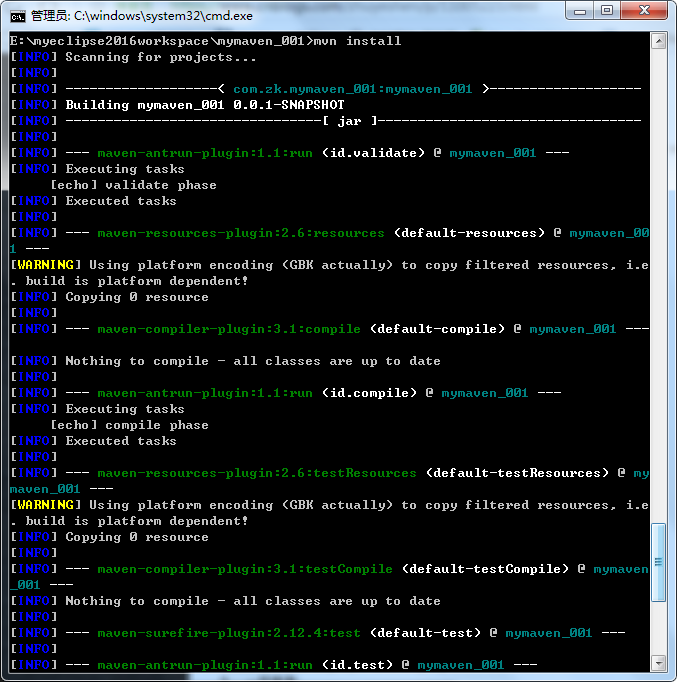 管理员: C:\windows\system32\cmd.exe
E:\myeclipse2016workspace\mymaven_001>mvn install
[INFO] Scanning for projects...
[INFO]
[INFO] -------------------< com.zk.mymaven_001:mymaven_001 >-------------------
[INFO] Building mymaven_001 0.0.1-SNAPSHOT
[INFO] --------------------------------[ jar ]---------------------------------
[INFO]
[INFO] --- maven-antrun-plugin:1.1:run (id.validate) @ mymaven_001 ---
[INFO] Executing tasks
[echo] validate phase
[INFO] Executed tasks
[INFO]
[INFO] --- maven-resources-plugin:2.6:resources (default-resources) @ mymaven_00
1 ---
[WARNING] Using platform encoding (GBK actually) to copy filtered resources, i.e
. build is platform dependent!
[INFO] Copying 0 resource
[INFO]
[INFO] --- maven-compiler-plugin:3.1:compile (default-compile) @ mymaven_001 ---
[INFO] Nothing to compile - all classes are up to date
[INFO]
[INFO] --- maven-antrun-plugin:1.1:run (id.compile) @ mymaven_001 ---
[INFO] Executing tasks
[echo] compile phase
[INFO] Executed tasks
[INFO]
[INFO] --- maven-resources-plugin:2.6:testResources (default-testResources) @ my
maven_001 ---
[WARNING] Using platform encoding (GBK actually) to copy filtered resources, i.e
. build is platform dependent!
[INFO] Copying 0 resource
[INFO]
[INFO] --- maven-compiler-plugin:3.1:testCompile (default-testCompile) @ mymaven
_001 ---
[INFO] Nothing to compile - all classes are up to date
[INFO]
[INFO] --- maven-surefire-plugin:2.12.4:test (default-test) @ mymaven_001 ---
[INFO]
[INFO] --- maven-antrun-plugin:1.1:run (id.test) @ mymaven_001 ---